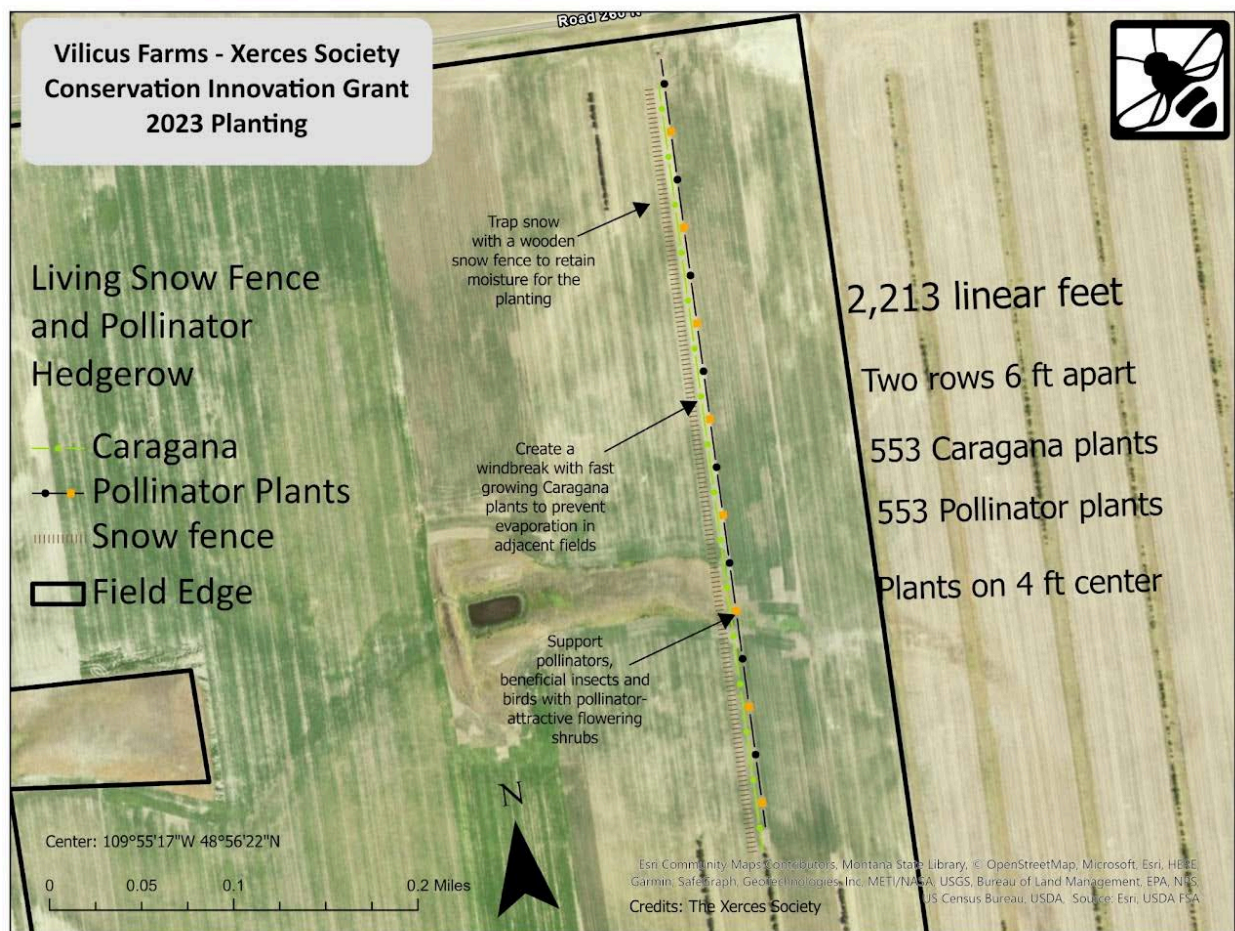 Road 260 N
Vilicus Farms - Xerces Society
Conservation Innovation Grant
2023 Planting
Living Snow Fence
and Pollinator
Hedgerow
Caragana
Pollinator Plants
Snow fence
Field Edge
Trap snow
with a wooden
snow fence to retain
moisture for the
planting
Create a
windbreak with fast
growing Caragana
plants to prevent
evaporation in
adjacent fields
Support
pollinators,
beneficial insects and
birds with pollinator-
attractive flowering
shrubs
2,213 linear feet
Two rows 6 ft apart
553 Caragana plants
553 Pollinator plants
Plants on 4 ft center
N
Center: 109°55'17"W 48°56'22"N
0 0.05 0.1 0.2 Miles
Esri Community Maps Contributors, Montana State Library, © OpenStreetMap, Microsoft, Esri, HERE,
Garmin, SafeGraph, Geotechnologies, Inc, METI/NASA, USGS, Bureau of Land Management, EPA, NPS,
US Census Bureau, USDA, Source: Esri, USDA FSA
Credits: The Xerces Society